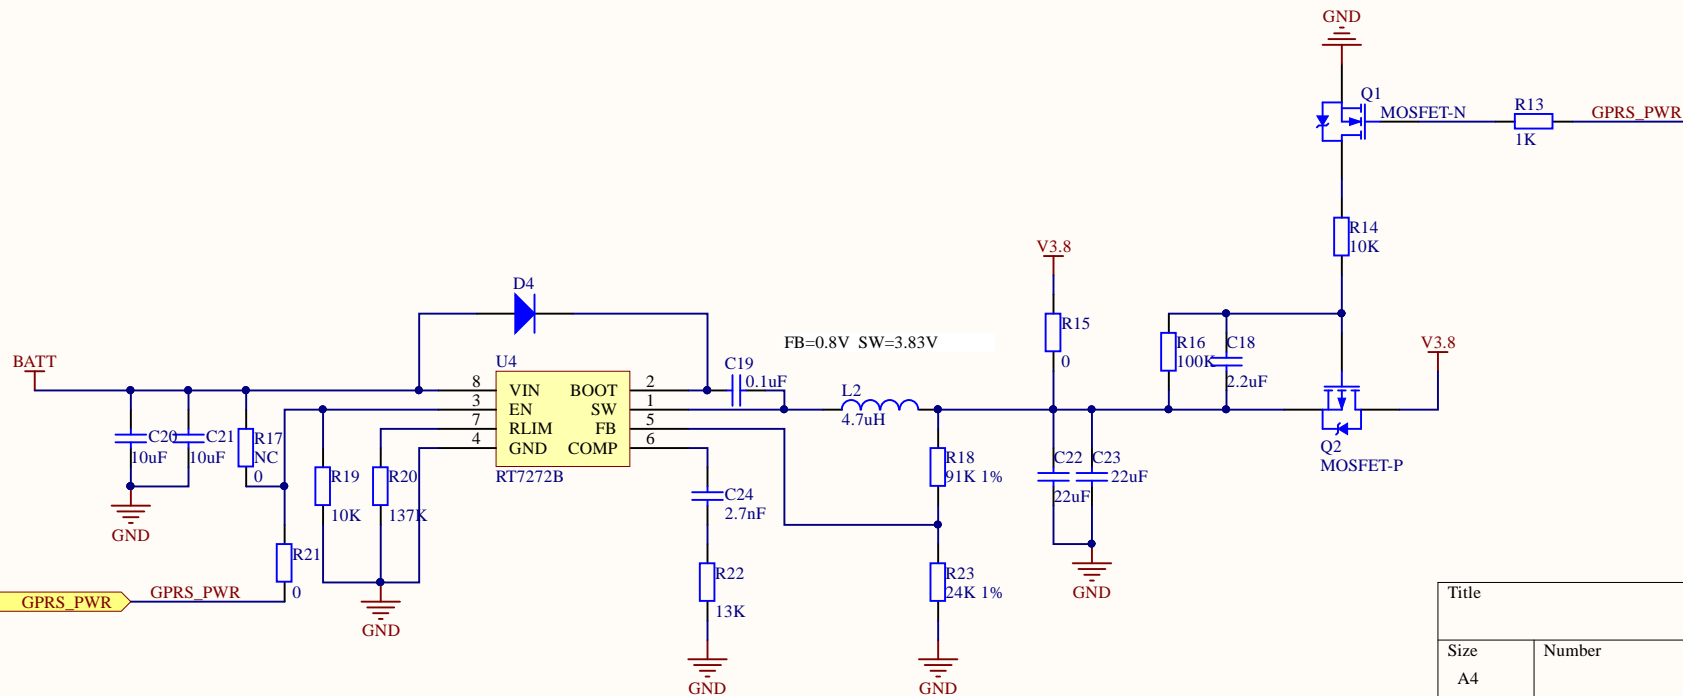 GND
Q1
MOSFET-N
R13
1K
GPRS_PWR
R14
10K
V3.8
R15
0
R16
100K
C18
2.2uF
V3.8
Q2
MOSFET-P
D4
FB=0.8V SW=3.83V
BATT
U4
8 VIN BOOT 2
3 EN SW 1
7 RLIM FB 5
4 GND COMP 6
RT7272B
C19
0.1uF
L2
4.7uH
C20
10uF
C21
10uF
R17
NC
0
R19
10K
R20
137K
GND
R21
0
GPRS_PWR
GPRS_PWR
GND
C24
2.7nF
R22
13K
GND
R18
91K 1%
R23
24K 1%
GND
C22
22uF
C23
22uF
GND
Title
Size
A4
Number